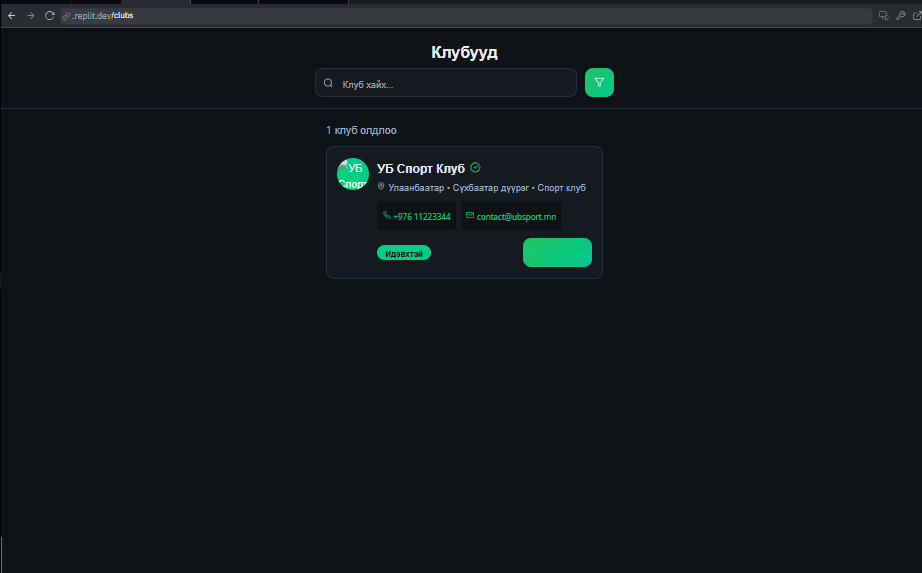 .replit.dev/clubs
Клубууд
Клуб хайх...
1 клуб олдлоо
УБ
Спорт
УБ Спорт Клуб
Улаанбаатар • Сүхбаатар дүүрэг • Спорт клуб
+976 11223344
contact@ubsport.mn
Идэвхтэй